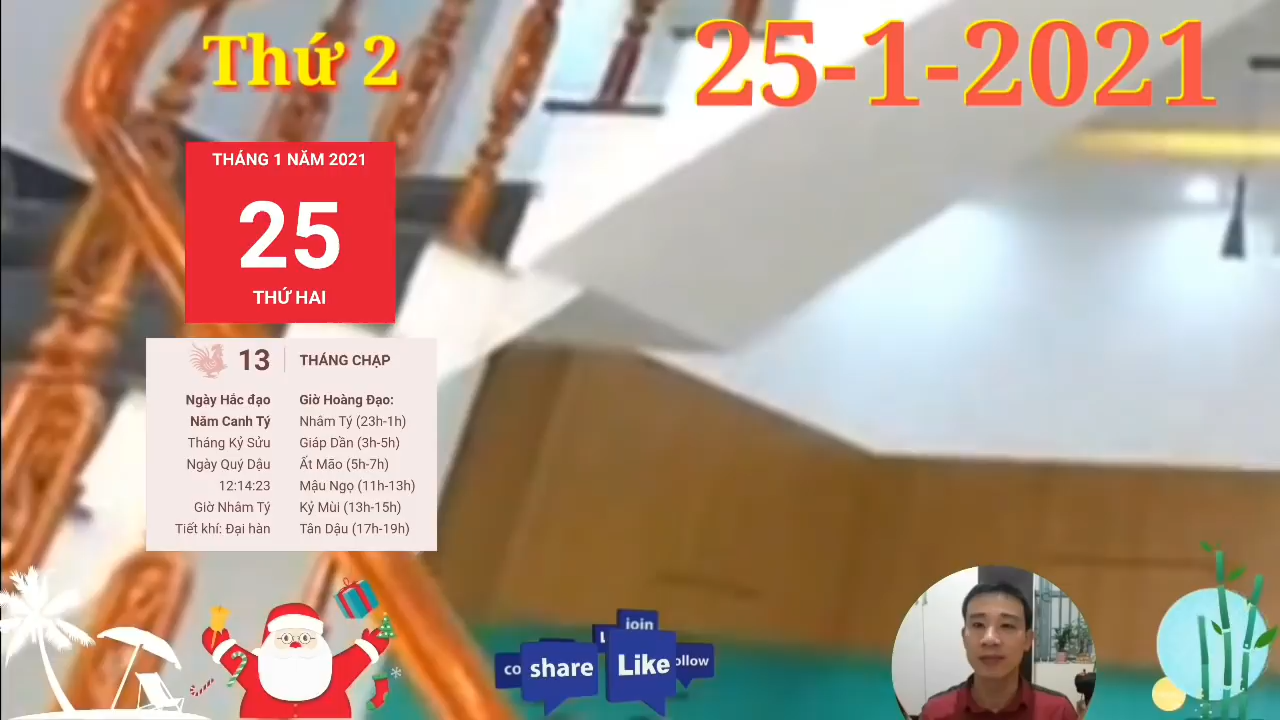 Thứ 2
25-1-2021
THÁNG 1 NĂM 2021
25
THỨ HAI
13
THÁNG CHẠP
Ngày Hắc đạo
Năm Canh Tý
Tháng Kỷ Sửu
Ngày Quý Dậu
12:14:23
Giờ Nhâm Tý
Tiết khí: Đại hàn
Giờ Hoàng Đạo:
Nhâm Tý (23h-1h)
Giáp Dần (3h-5h)
Ất Mão (5h-7h)
Mậu Ngọ (11h-13h)
Kỷ Mùi (13h-15h)
Tân Dậu (17h-19h)
join
co share Like ollow